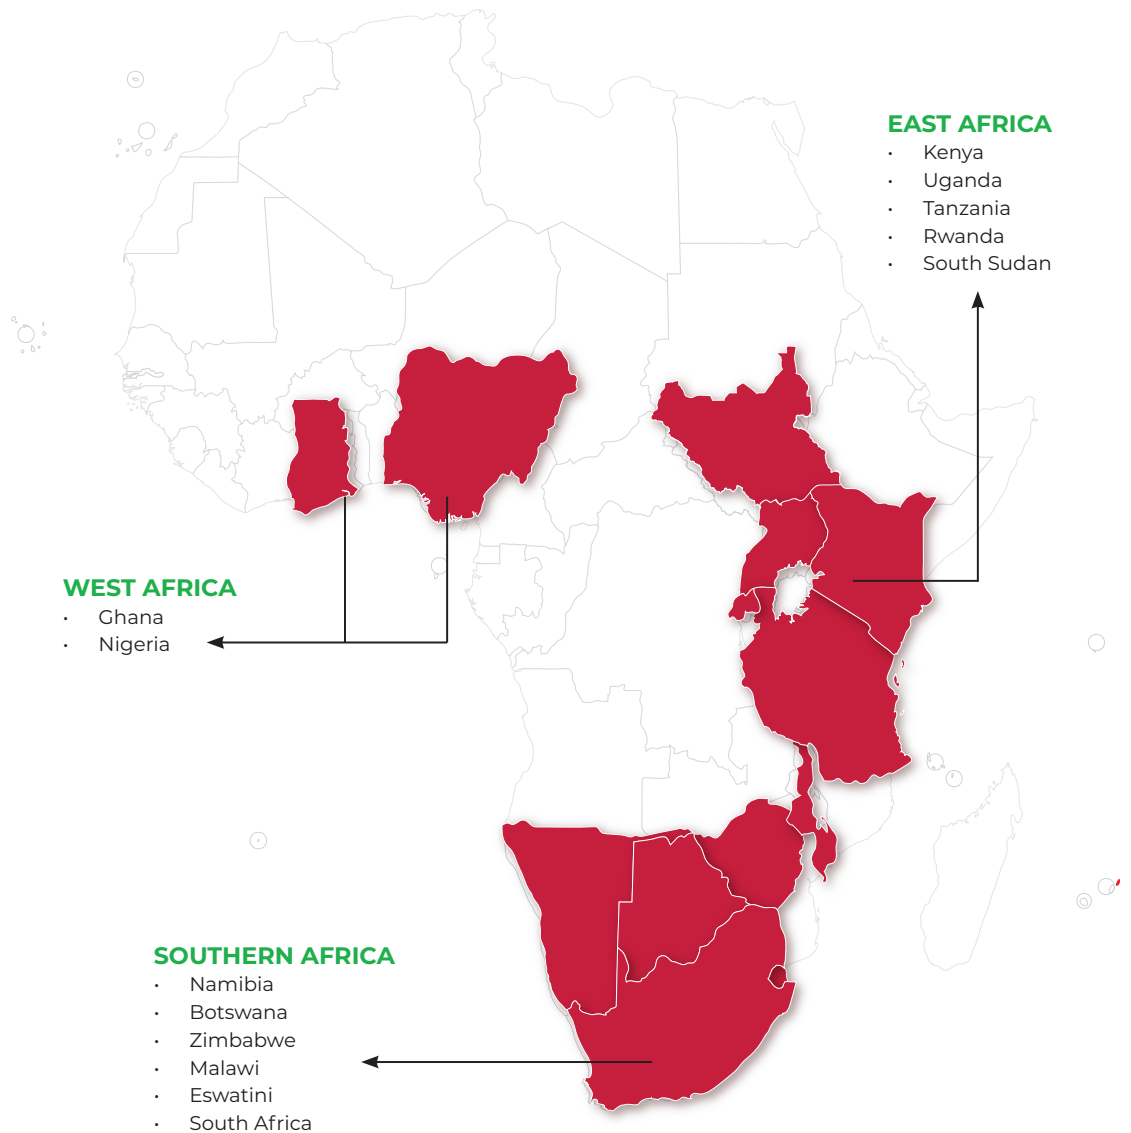 EAST AFRICA
• Kenya
• Uganda
• Tanzania
• Rwanda
• South Sudan
WEST AFRICA
• Ghana
• Nigeria
SOUTHERN AFRICA
• Namibia
• Botswana
• Zimbabwe
• Malawi
• Eswatini
• South Africa